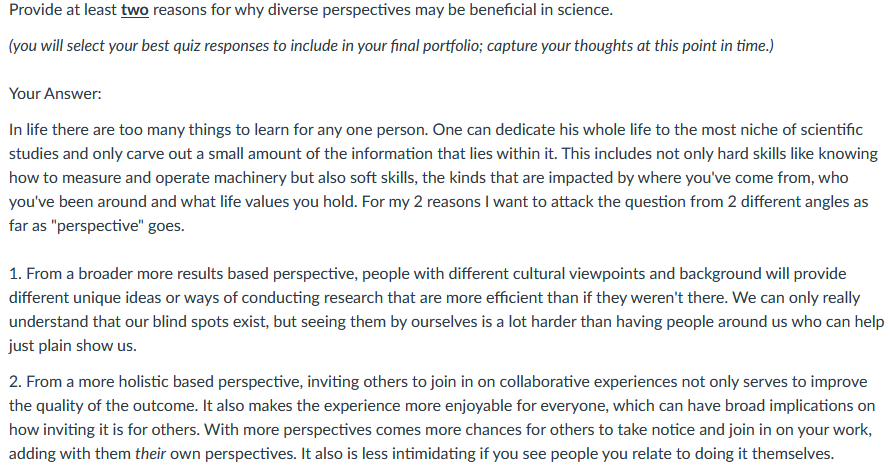 Provide at least two reasons for why diverse perspectives may be beneficial in science.
(you will select your best quiz responses to include in your final portfolio; capture your thoughts at this point in time.)
Your Answer:
In life there are too many things to learn for any one person. One can dedicate his whole life to the most niche of scientific
studies and only carve out a small amount of the information that lies within it. This includes not only hard skills like knowing
how to measure and operate machinery but also soft skills, the kinds that are impacted by where you've come from, who
you've been around and what life values you hold. For my 2 reasons I want to attack the question from 2 different angles as
far as "perspective" goes.
1. From a broader more results based perspective, people with different cultural viewpoints and background will provide
different unique ideas or ways of conducting research that are more efficient than if they weren't there. We can only really
understand that our blind spots exist, but seeing them by ourselves is a lot harder than having people around us who can help
just plain show us.
2. From a more holistic based perspective, inviting others to join in on collaborative experiences not only serves to improve
the quality of the outcome. It also makes the experience more enjoyable for everyone, which can have broad implications on
how inviting it is for others. With more perspectives comes more chances for others to take notice and join in on your work,
adding with them their own perspectives. It also is less intimidating if you see people you relate to doing it themselves.